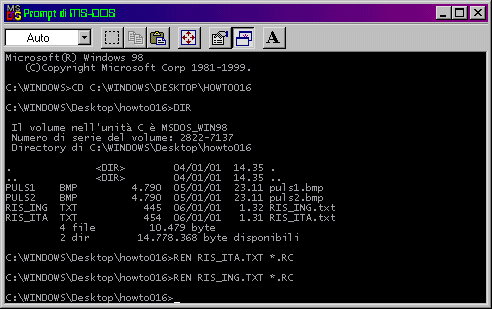 Prompt di MS-DOS
Auto
A
Microsoft(R) Windows 98
(C)Copyright Microsoft Corp 1981-1999.
C:\WINDOWS>CD C:\WINDOWS\DESKTOP\HOWTO016
C:\WINDOWS\Desktop\howto016>DIR
Il volume nell'unità C è MSDOS_WIN98
Numero di serie del volume: 2822-7137
Directory di C:\WINDOWS\Desktop\howto016
. <DIR> 04/01/01 14.35 .
.. <DIR> 04/01/01 14.35 ..
PULS1 BMP 4.790 05/01/01 23.11 puls1.bmp
PULS2 BMP 4.790 05/01/01 23.11 puls2.bmp
RIS_ING TXT 445 06/01/01 1.32 RIS_ING.txt
RIS_ITA TXT 454 06/01/01 1.31 RIS_ITA.txt
4 file 10.479 byte
2 dir 14.778.368 byte disponibili
C:\WINDOWS\Desktop\howto016>REN RIS_ITA.TXT *.RC
C:\WINDOWS\Desktop\howto016>REN RIS_ING.TXT *.RC
C:\WINDOWS\Desktop\howto016>_